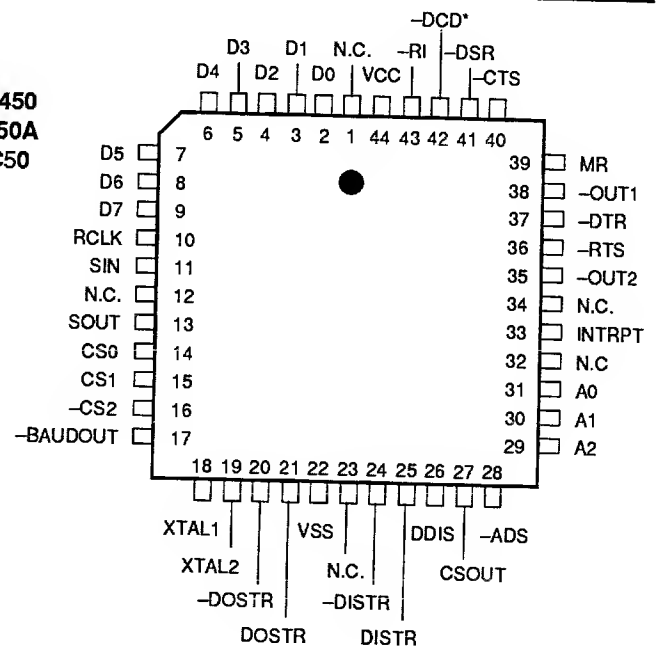 –DCD*
D3 D1 N.C. –RI –DSR
D4 D2 D0 VCC –CTS
450
50A
C50
6 5 4 3 2 1 44 43 42 41 40
D5 7
D6 8
D7 9
RCLK 10
SIN 11
N.C. 12
SOUT 13
CS0 14
CS1 15
–CS2 16
–BAUDOUT 17
39 MR
38 –OUT1
37 –DTR
36 –RTS
35 –OUT2
34 N.C.
33 INTRPT
32 N.C
31 A0
30 A1
29 A2
18 19 20 21 22 23 24 25 26 27 28
XTAL1 VSS DDIS –ADS
XTAL2 N.C. CSOUT
–DOSTR –DISTR
DOSTR DISTR